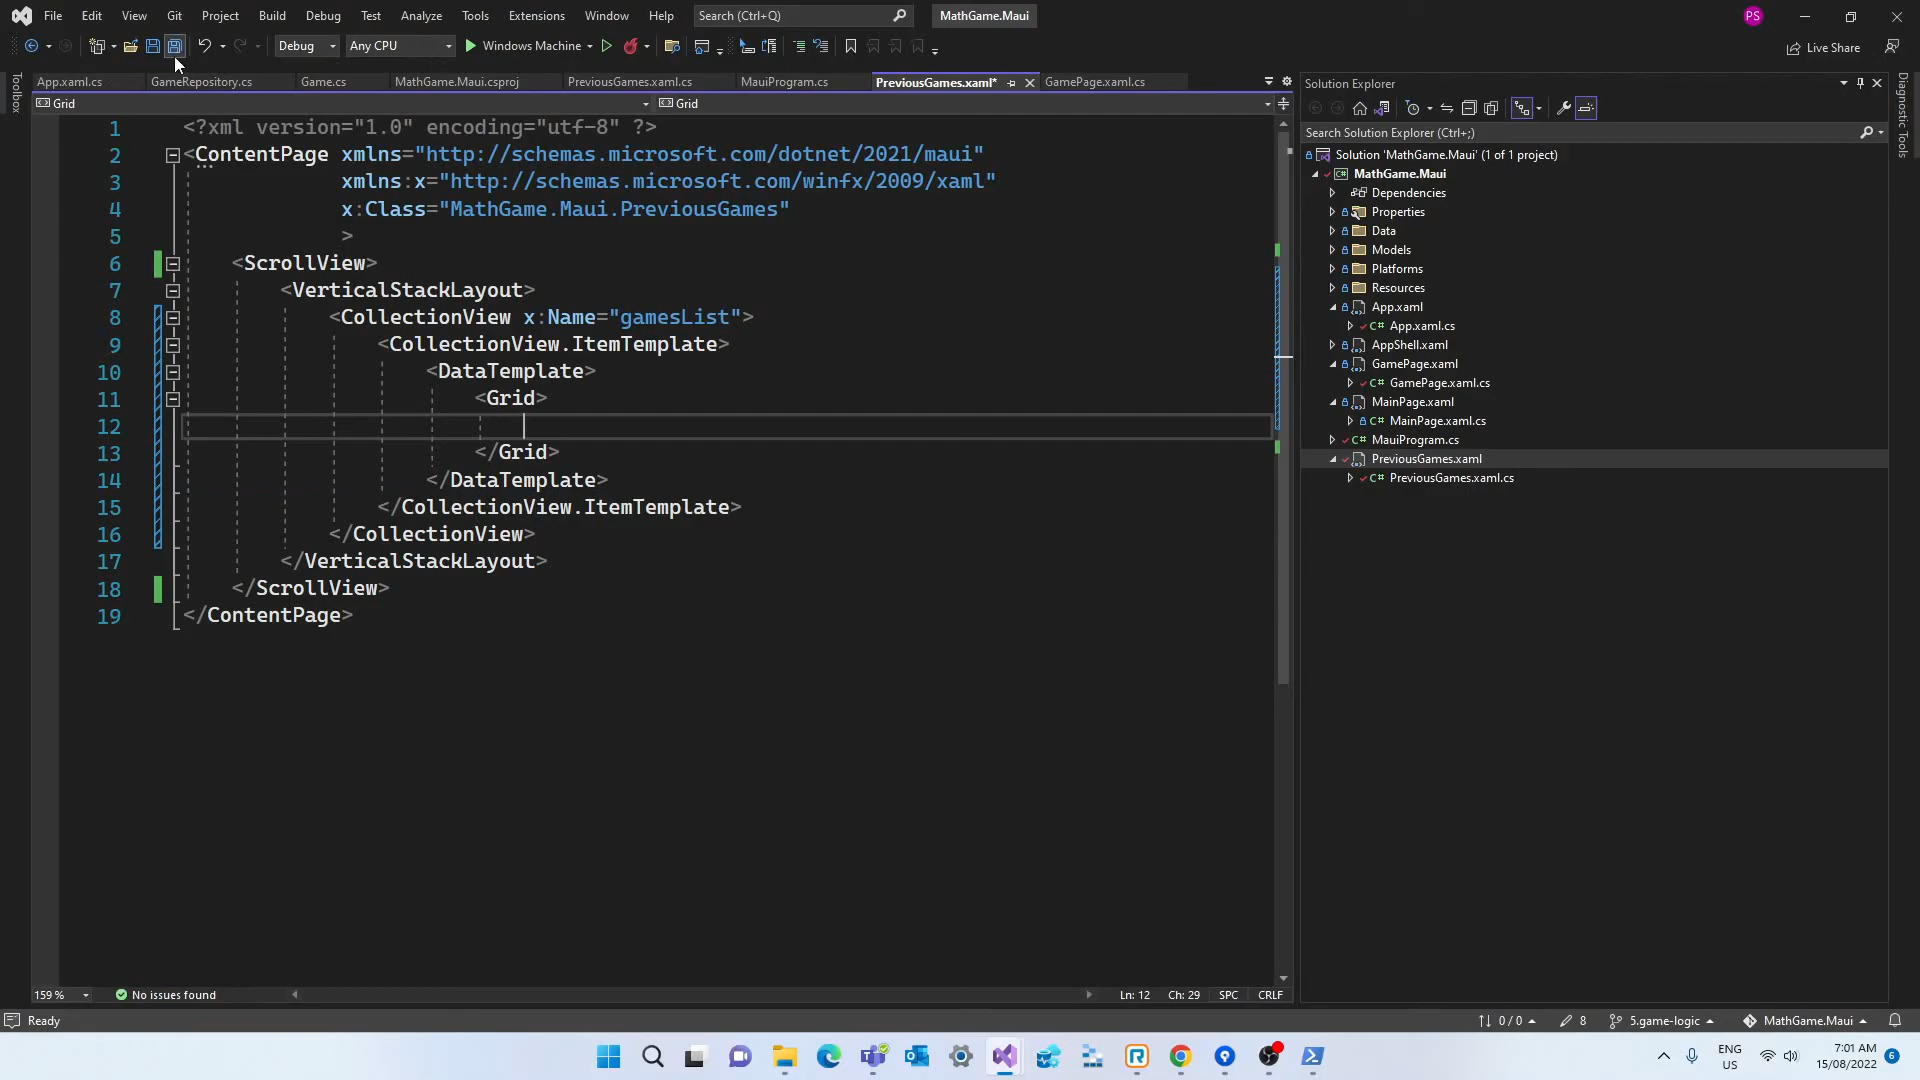 File Edit View Git Project Build Debug Test Analyze Tools Extensions Window Help Search (Ctrl+Q) MathGame.Maui PS
Debug Any CPU Windows Machine Live Share
Toolbox
App.xaml.cs GameRepository.cs Game.cs MathGame.Maui.csproj PreviousGames.xaml.cs MauiProgram.cs PreviousGames.xaml* GamePage.xaml.cs
Grid Grid
1 <?xml version="1.0" encoding="utf-8" ?>
2 <ContentPage xmlns="http://schemas.microsoft.com/dotnet/2021/maui"
3 xmlns:x="http://schemas.microsoft.com/winfx/2009/xaml"
4 x:Class="MathGame.Maui.PreviousGames"
5 >
6 <ScrollView>
7 <VerticalStackLayout>
8 <CollectionView x:Name="gamesList">
9 <CollectionView.ItemTemplate>
10 <DataTemplate>
11 <Grid>
12
13 </Grid>
14 </DataTemplate>
15 </CollectionView.ItemTemplate>
16 </CollectionView>
17 </VerticalStackLayout>
18 </ScrollView>
19 </ContentPage>
159 % No issues found Ln: 12 Ch: 29 SPC CRLF
Solution Explorer
Search Solution Explorer (Ctrl+;)
Solution 'MathGame.Maui' (1 of 1 project)
C# MathGame.Maui
Dependencies
Properties
Data
Models
Platforms
Resources
App.xaml
C# App.xaml.cs
AppShell.xaml
GamePage.xaml
C# GamePage.xaml.cs
MainPage.xaml
C# MainPage.xaml.cs
C# MauiProgram.cs
PreviousGames.xaml
C# PreviousGames.xaml.cs
Diagnostic Tools
Ready 0 / 0 8 5.game-logic MathGame.Maui
ENG
US
7:01 AM
15/08/2022
6